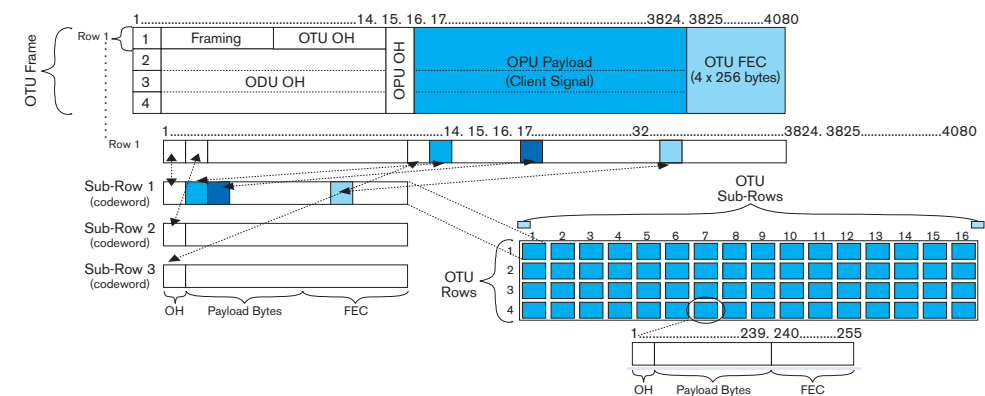 1.......................................................14. 15. 16. 17...................................................3824. 3825...........4080
OTU Frame
Row 1
1
Framing
OTU OH
2
3
ODU OH
4
OPU OH
OPU Payload
(Client Signal)
OTU FEC
(4 x 256 bytes)
1......................................................................14. 15. 16. 17...........................32.................................3824. 3825.......................4080
Row 1
Sub-Row 1
(codeword)
Sub-Row 2
(codeword)
Sub-Row 3
(codeword)
OH
Payload Bytes
FEC
OTU
Sub-Rows
1 2 3 4 5 6 7 8 9 10 11 12 13 14 15 16
OTU
Rows
1
2
3
4
1...........................239. 240............255
OH
Payload Bytes
FEC